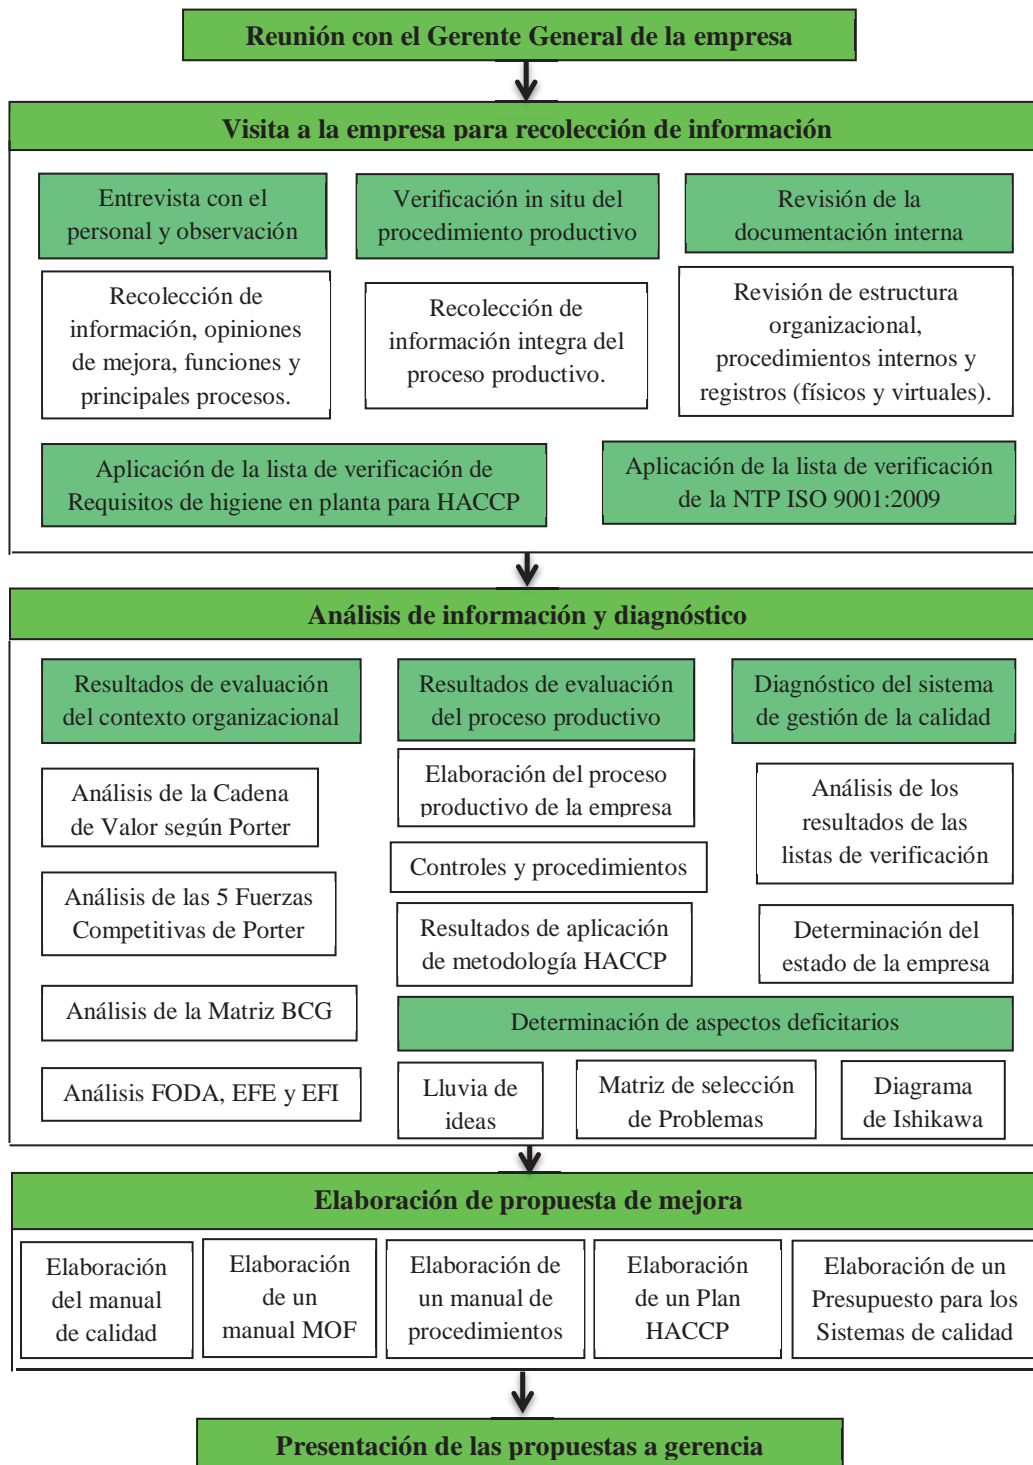 Reunión con el Gerente General de la empresa
Visita a la empresa para recolección de información
Entrevista con el
personal y observación
Verificación in situ del
procedimiento productivo
Revisión de la
documentación interna
Recolección de
información, opiniones
de mejora, funciones y
principales procesos.
Recolección de
información integra del
proceso productivo.
Revisión de estructura
organizacional,
procedimientos internos y
registros (físicos y virtuales).
Aplicación de la lista de verificación de
Requisitos de higiene en planta para HACCP
Aplicación de la lista de verificación
de la NTP ISO 9001:2009
Análisis de información y diagnóstico
Resultados de evaluación
del contexto organizacional
Análisis de la Cadena
de Valor según Porter
Análisis de las 5 Fuerzas
Competitivas de Porter
Análisis de la Matriz BCG
Análisis FODA, EFE y EFI
Resultados de evaluación
del proceso productivo
Elaboración del proceso
productivo de la empresa
Controles y procedimientos
Resultados de aplicación
de metodología HACCP
Diagnóstico del sistema
de gestión de la calidad
Análisis de los
resultados de las
listas de verificación
Determinación del
estado de la empresa
Determinación de aspectos deficitarios
Lluvia de
ideas
Matriz de selección
de Problemas
Diagrama
de Ishikawa
Elaboración de propuesta de mejora
Elaboración
del manual
de calidad
Elaboración
de un
manual MOF
Elaboración de
un manual de
procedimientos
Elaboración
de un Plan
HACCP
Elaboración de un
Presupuesto para los
Sistemas de calidad
Presentación de las propuestas a gerencia